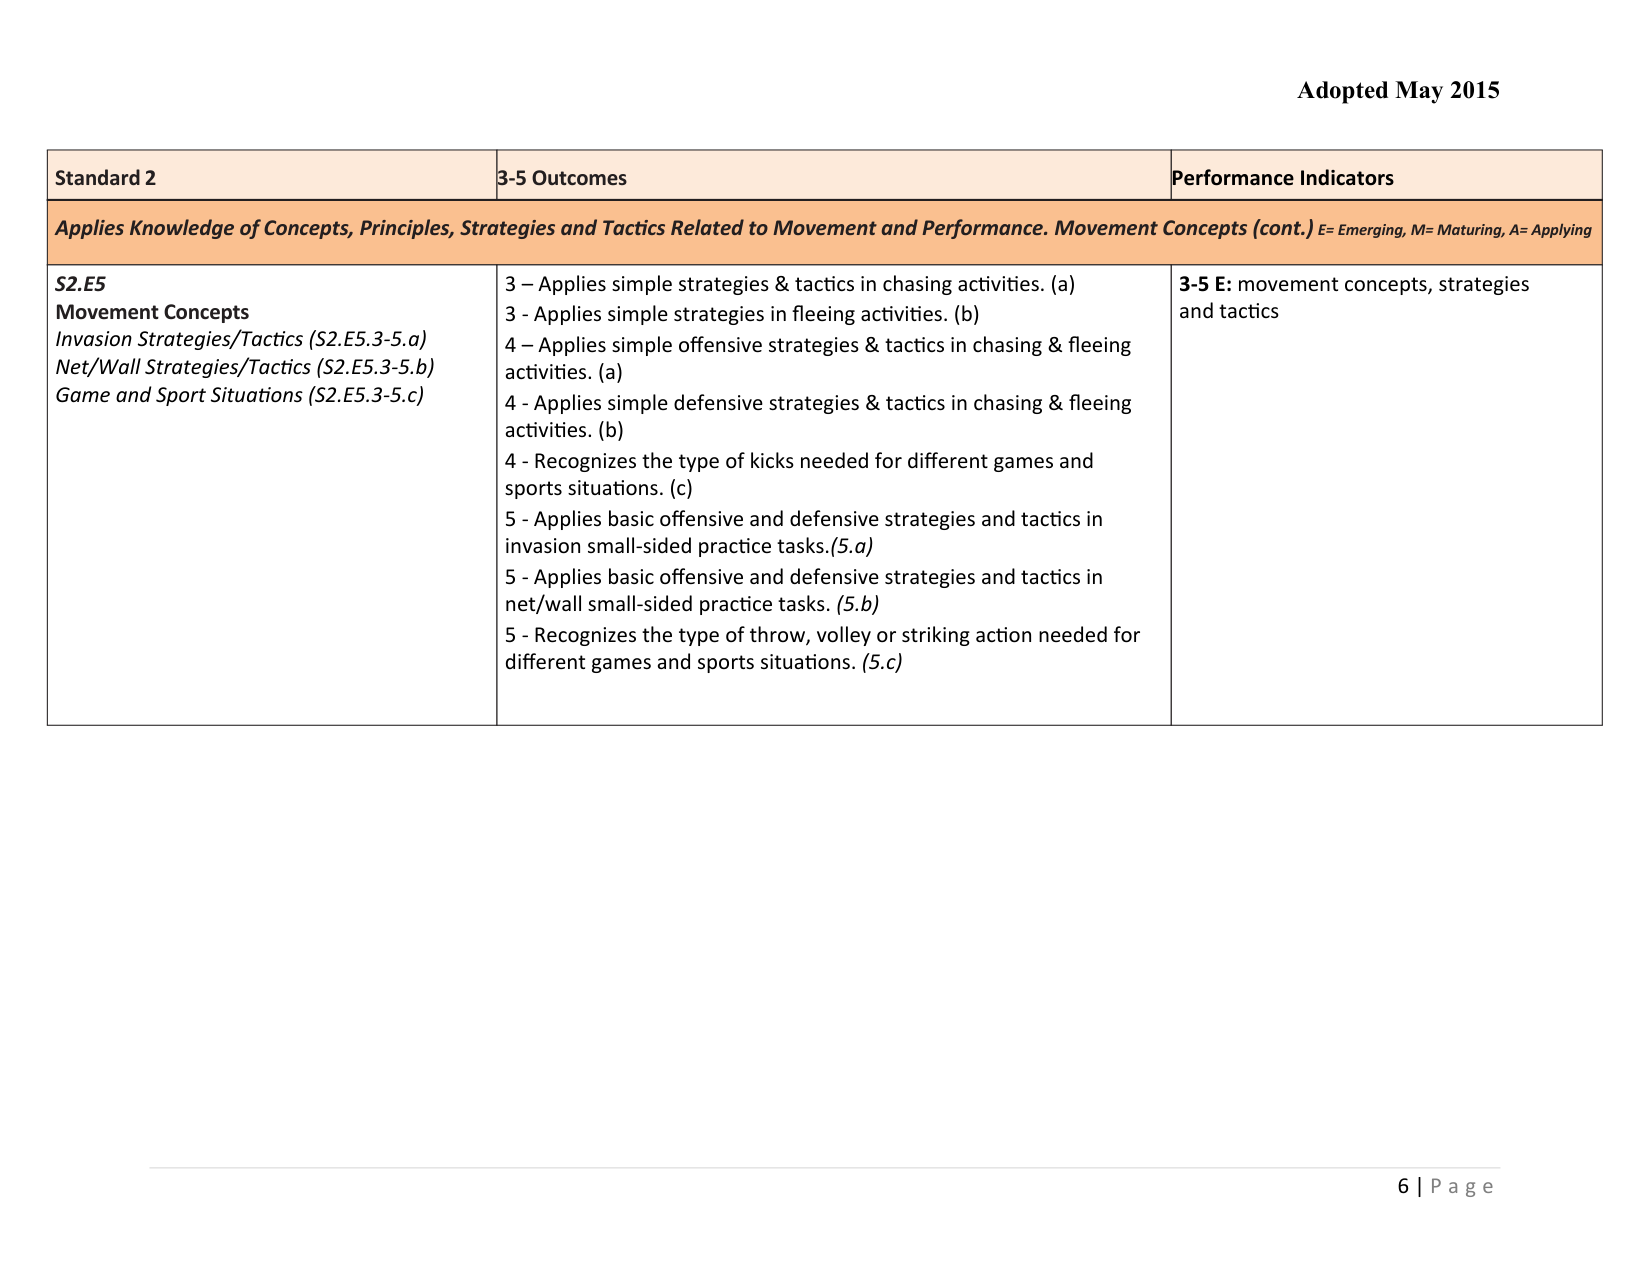 Adopted May 2015
Standard 2
3-5 Outcomes
Performance Indicators
Applies Knowledge of Concepts, Principles, Strategies and Tactics Related to Movement and Performance. Movement Concepts (cont.) E= Emerging, M= Maturing, A= Applying
S2.E5
Movement Concepts
Invasion Strategies/Tactics (S2.E5.3-5.a)
Net/Wall Strategies/Tactics (S2.E5.3-5.b)
Game and Sport Situations (S2.E5.3-5.c)
3 – Applies simple strategies & tactics in chasing activities. (a)
3 - Applies simple strategies in fleeing activities. (b)
4 – Applies simple offensive strategies & tactics in chasing & fleeing
activities. (a)
4 - Applies simple defensive strategies & tactics in chasing & fleeing
activities. (b)
4 - Recognizes the type of kicks needed for different games and
sports situations. (c)
5 - Applies basic offensive and defensive strategies and tactics in
invasion small-sided practice tasks.(5.a)
5 - Applies basic offensive and defensive strategies and tactics in
net/wall small-sided practice tasks. (5.b)
5 - Recognizes the type of throw, volley or striking action needed for
different games and sports situations. (5.c)
3-5 E: movement concepts, strategies
and tactics
6 | Page